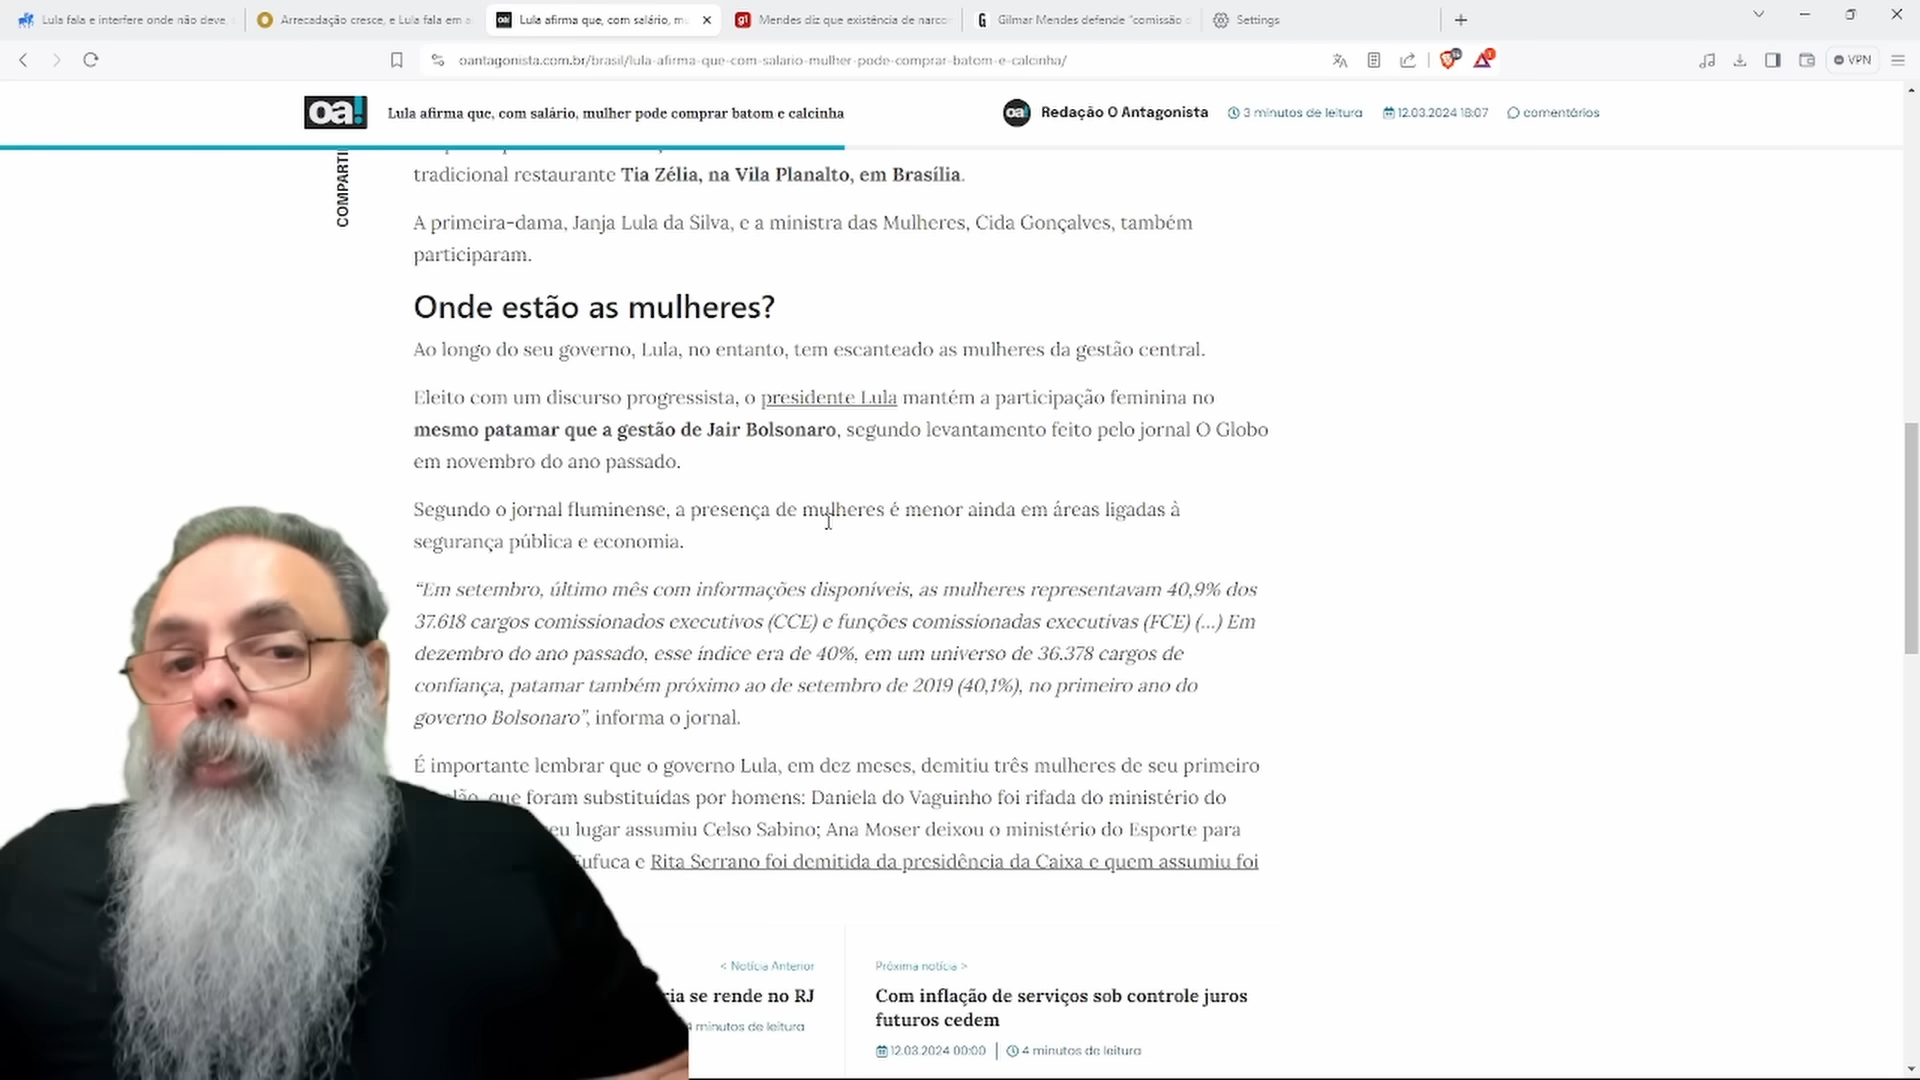 Lula fala e interfere onde não deve,
Arrecadação cresce, e Lula fala em a
Lula afirma que, com salário, m
g1
Mendes diz que existência de narco
G
Gilmar Mendes defende "comissão
Settings
oantagonista.com.br/brasil/lula-afirma-que-com-salario-mulher-pode-comprar-batom-e-calcinha/
VPN
oa!
Lula afirma que, com salário, mulher pode comprar batom e calcinha
oa!
Redação O Antagonista
3 minutos de leitura
12.03.2024 18:07
comentários
COMPARTI
tradicional restaurante Tia Zélia, na Vila Planalto, em Brasília.
A primeira-dama, Janja Lula da Silva, e a ministra das Mulheres, Cida Gonçalves, também
participaram.
Onde estão as mulheres?
Ao longo do seu governo, Lula, no entanto, tem escanteado as mulheres da gestão central.
Eleito com um discurso progressista, o presidente Lula mantém a participação feminina no
mesmo patamar que a gestão de Jair Bolsonaro, segundo levantamento feito pelo jornal O Globo
em novembro do ano passado.
Segundo o jornal fluminense, a presença de mulheres é menor ainda em áreas ligadas à
segurança pública e economia.
“Em setembro, último mês com informações disponíveis, as mulheres representavam 40,9% dos
37.618 cargos comissionados executivos (CCE) e funções comissionadas executivas (FCE) (...) Em
dezembro do ano passado, esse índice era de 40%, em um universo de 36.378 cargos de
confiança, patamar também próximo ao de setembro de 2019 (40,1%), no primeiro ano do
governo Bolsonaro”, informa o jornal.
É importante lembrar que o governo Lula, em dez meses, demitiu três mulheres de seu primeiro
que foram substituídas por homens: Daniela do Vaguinho foi rifada do ministério do
eu lugar assumiu Celso Sabino; Ana Moser deixou o ministério do Esporte para
Fufuca e Rita Serrano foi demitida da presidência da Caixa e quem assumiu foi
< Notícia Anterior
ria se rende no RJ
4 minutos de leitura
Próxima notícia >
Com inflação de serviços sob controle juros
futuros cedem
12.03.2024 00:00
4 minutos de leitura